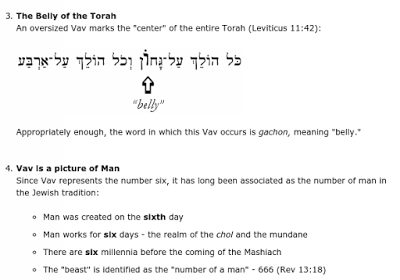 3. The Belly of the Torah
An oversized Vav marks the "center" of the entire Torah (Leviticus 11:42):
כֹּל הוֹלֵךְ עַל־גָּחוֹן וְכֹל הוֹלֵךְ עַל־אַרְבַּע
"belly"
Appropriately enough, the word in which this Vav occurs is gachon, meaning "belly."
4. Vav is a picture of Man
Since Vav represents the number six, it has long been associated as the number of man in
the Jewish tradition:
Man was created on the sixth day
Man works for six days - the realm of the chol and the mundane
There are six millennia before the coming of the Mashiach
The "beast" is identified as the "number of a man" - 666 (Rev 13:18)